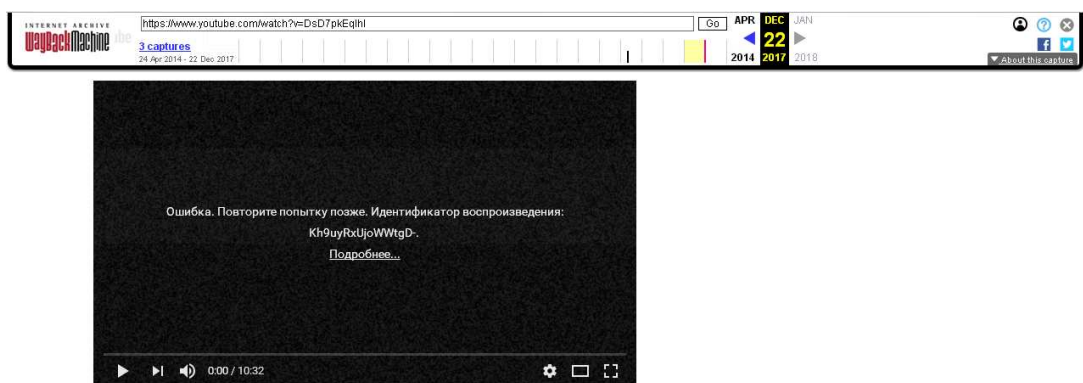 INTERNET ARCHIVE
WayBackMachine
https://www.youtube.com/watch?v=DsD7pkEqIhI
Go
APR DEC JAN
3 captures
22
24 Apr 2014 - 22 Dec 2017
2014 2017 2018
f
About this capture
Ошибка. Повторите попытку позже. Идентификатор воспроизведения:
Kh9uyRxUjoWWtgD-.
Подробнее...
0:00 / 10:32